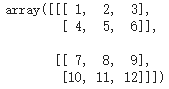 array([[[ 1,  2,  3],
        [ 4,  5,  6]],
       [[ 7,  8,  9],
        [10, 11, 12]]])